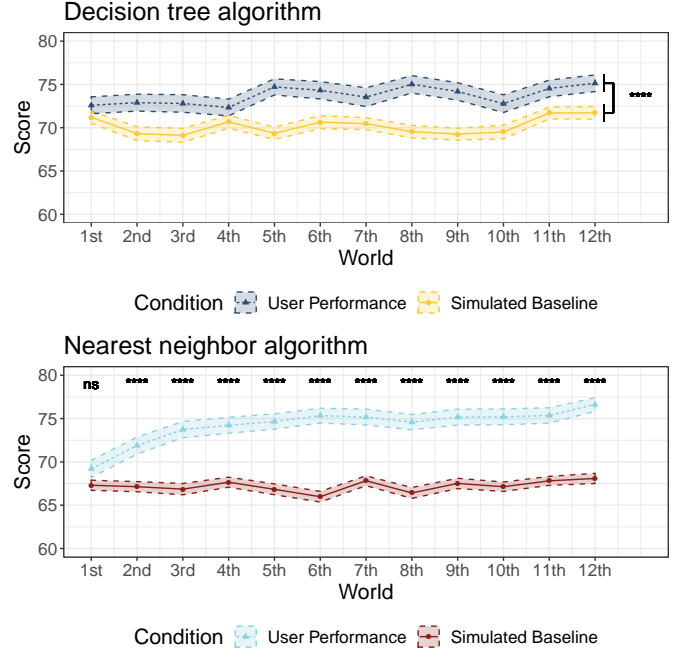 Decision tree algorithm
80
75
70
65
60
Score
****
1st 2nd 3rd 4th 5th 6th 7th 8th 9th 10th 11th 12th
World
Condition User Performance Simulated Baseline
Nearest neighbor algorithm
80
75
70
65
60
Score
ns **** **** **** **** **** **** **** **** **** **** ****
1st 2nd 3rd 4th 5th 6th 7th 8th 9th 10th 11th 12th
World
Condition User Performance Simulated Baseline